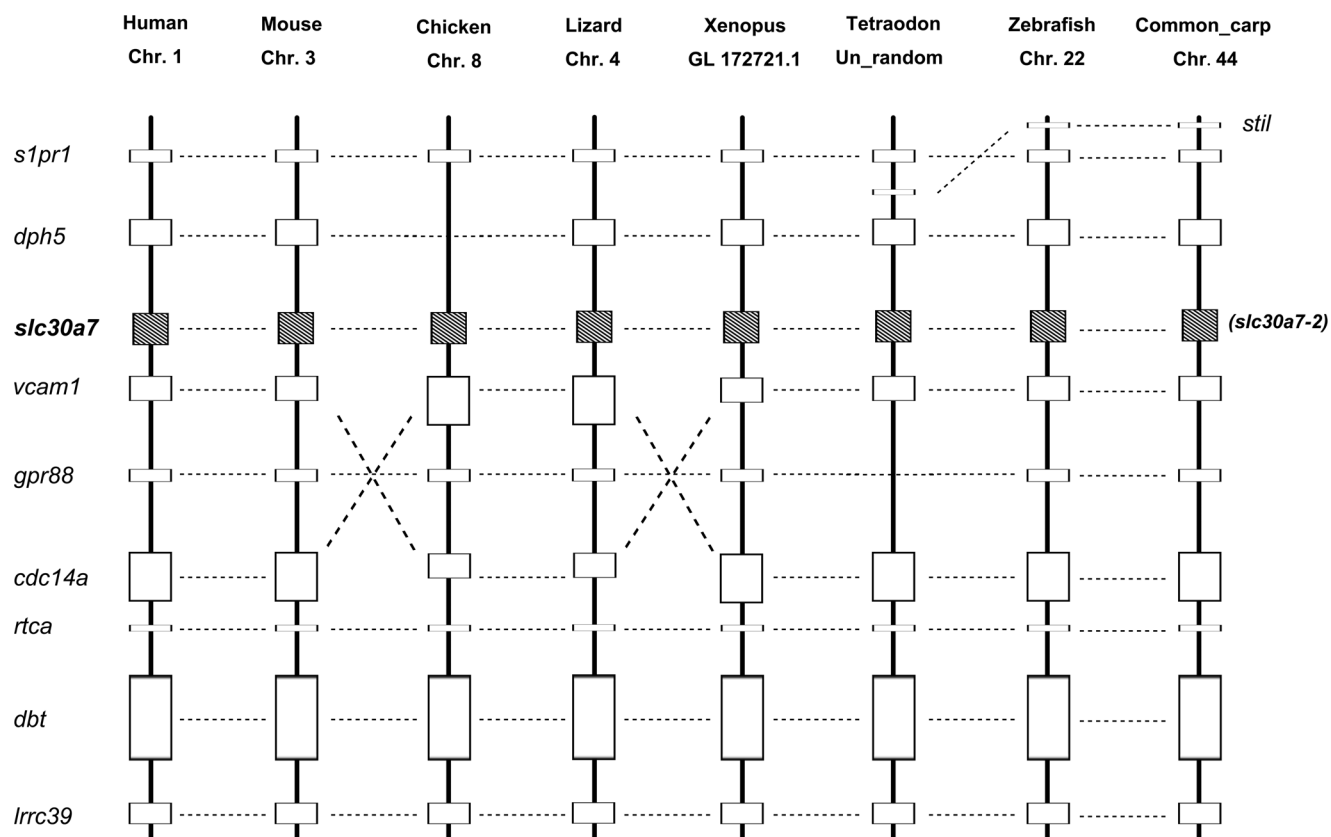 Human Mouse Chicken Lizard Xenopus Tetraodon Zebrafish Common_carp
Chr. 1 Chr. 3 Chr. 8 Chr. 4 GL 172721.1 Un_random Chr. 22 Chr. 44
stil
s1pr1
dph5
slc30a7 (slc30a7-2)
vcam1
gpr88
cdc14a
rtca
dbt
lrrc39